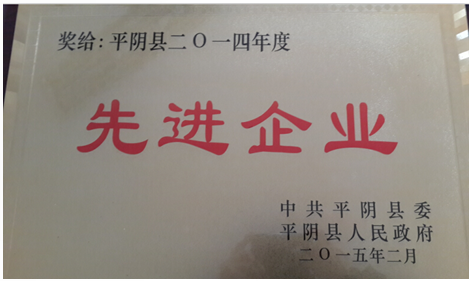 奖给：平阴县二〇一四年度
先进企业
中共平阴县委
平阴县人民政府
二〇一五年二月